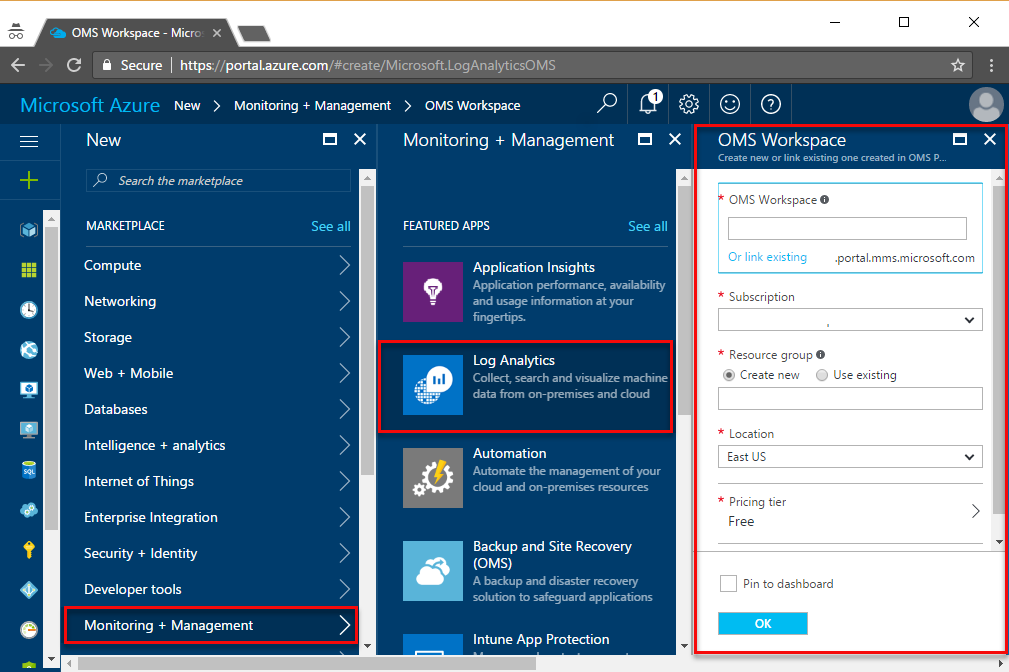 OMS Workspace - Micro
Secure
https://portal.azure.com/#create/Microsoft.LogAnalyticsOMS
Microsoft Azure
New
Monitoring + Management
OMS Workspace
1
New
Search the marketplace
MARKETPLACE
See all
Compute
Networking
Storage
Web + Mobile
Databases
Intelligence + analytics
Internet of Things
Enterprise Integration
Security + Identity
Developer tools
Monitoring + Management
SQL
Monitoring + Management
FEATURED APPS
See all
Application Insights
Application performance, availability
and usage information at your
fingertips.
Log Analytics
Collect, search and visualize machine
data from on-premises and cloud
Automation
Automate the management of your
cloud and on-premises resources
Backup and Site Recovery
(OMS)
A backup and disaster recovery
solution to safeguard applications
Intune App Protection
OMS Workspace
Create new or link existing one created in OMS P...
* OMS Workspace
Or link existing
.portal.mms.microsoft.com
* Subscription
* Resource group
Create new
Use existing
* Location
East US
* Pricing tier
Free
Pin to dashboard
OK